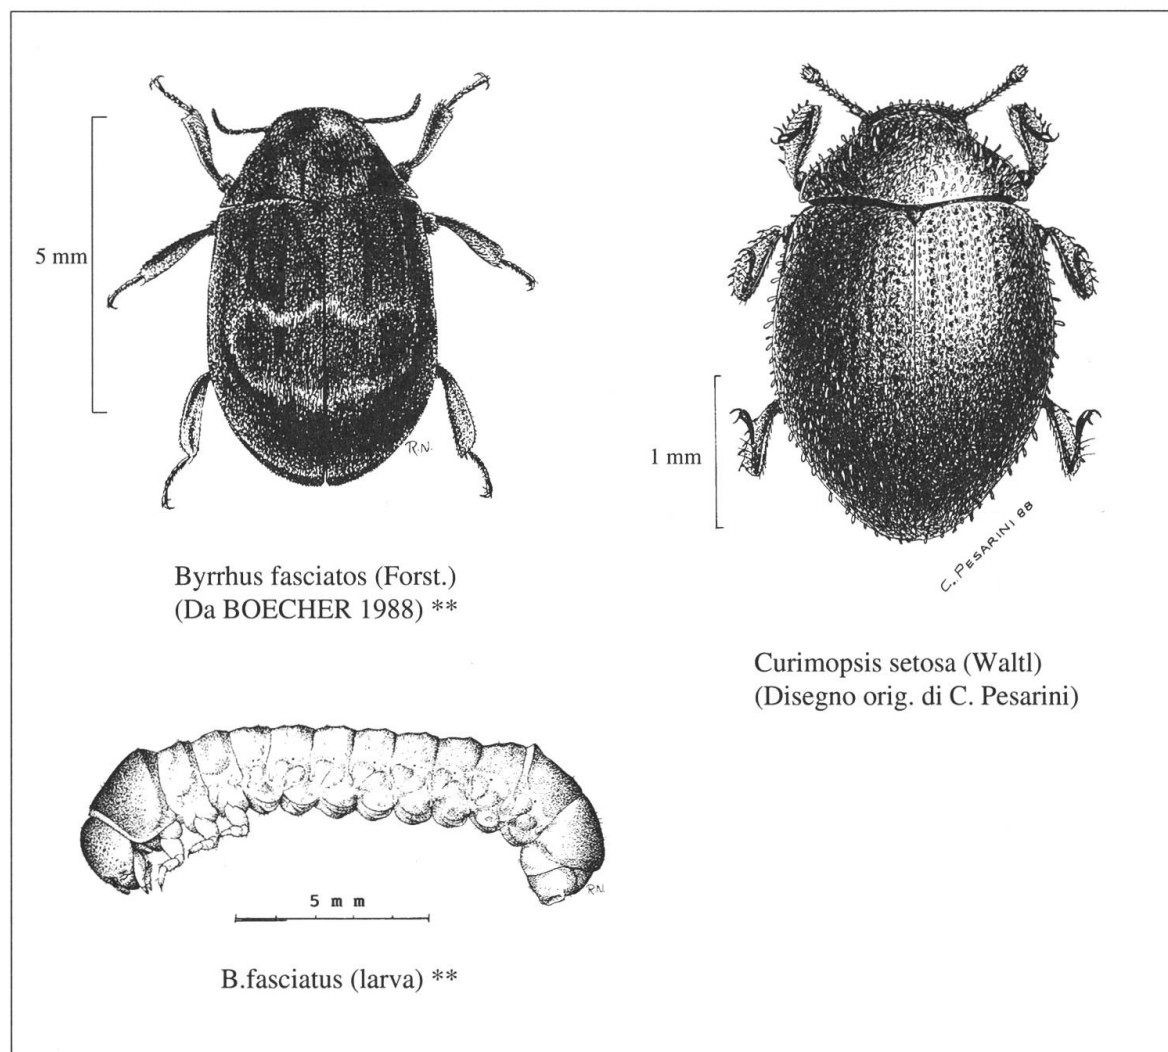 5 mm
R.N.
1 mm
C. PESARINI 88
Byrrhus fasciatos (Forst.)
(Da BOECHER 1988) **
Curimopsis setosa (Waltl)
(Disegno orig. di C. Pesarini)
R.N.
5 mm
B.fasciatus (larva) **